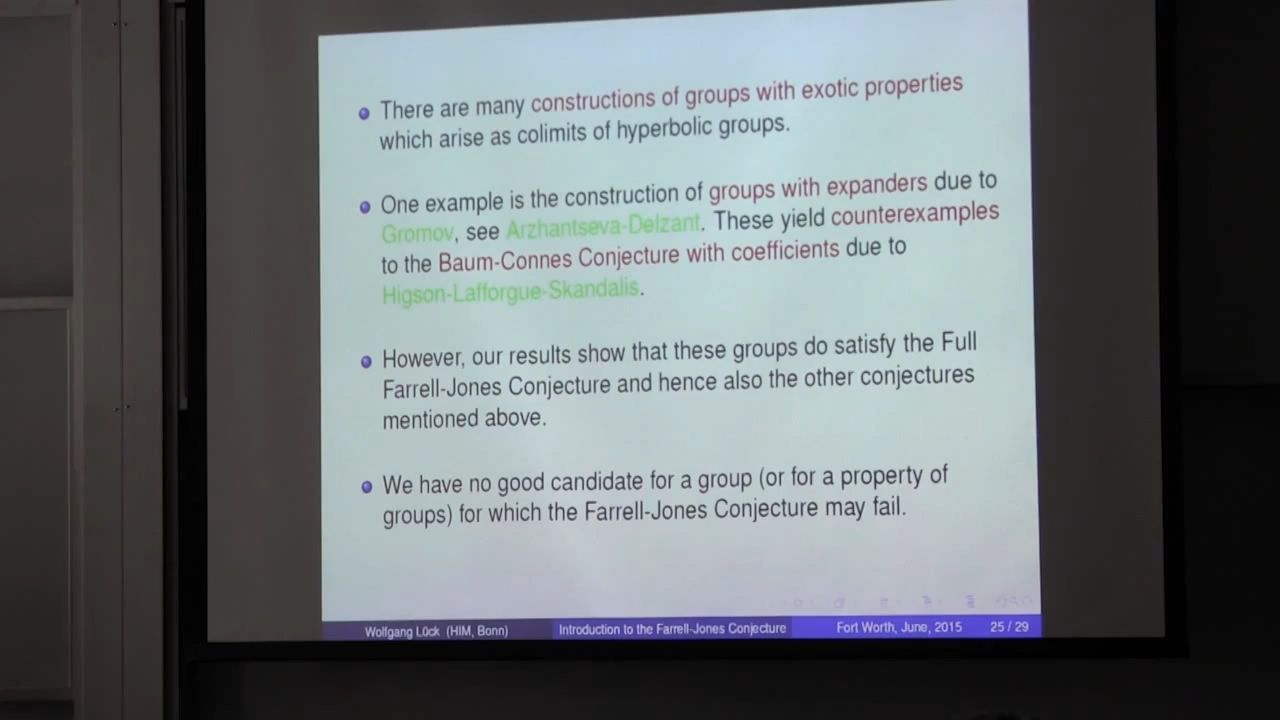 There are many constructions of groups with exotic properties
which arise as colimits of hyperbolic groups.
One example is the construction of groups with expanders due to
Gromov, see Arzhantseva-Delzant. These yield counterexamples
to the Baum-Connes Conjecture with coefficients due to
Higson-Lafforgue-Skandalis.
However, our results show that these groups do satisfy the Full
Farrell-Jones Conjecture and hence also the other conjectures
mentioned above.
We have no good candidate for a group (or for a property of
groups) for which the Farrell-Jones Conjecture may fail.
Wolfgang Lück (HIM, Bonn) Introduction to the Farrell-Jones Conjecture Fort Worth, June, 2015 25 / 29